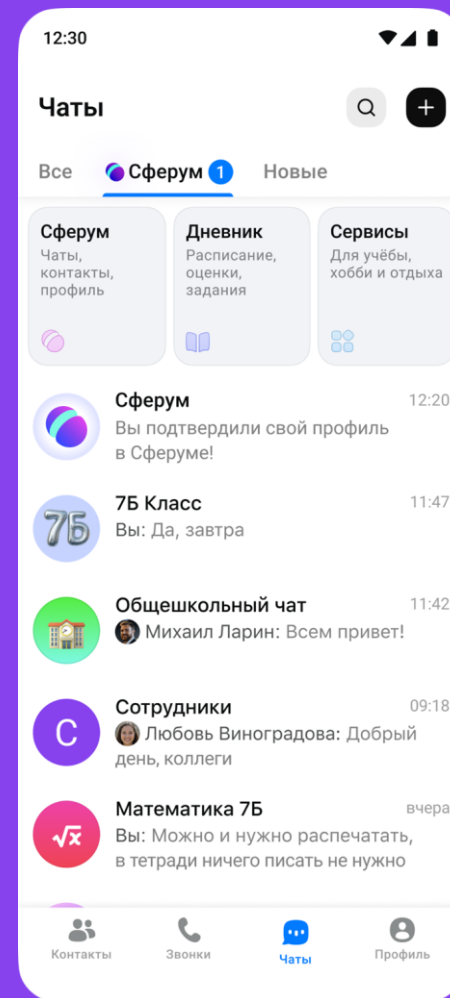 12:30
Чаты
Все Сферум 1 Новые
Сферум
Чаты,
контакты,
профиль
Дневник
Расписание,
оценки,
задания
Сервисы
Для учёбы,
хобби и отдыха
Сферум 12:20
Вы подтвердили свой профиль
в Сферуме!
7Б
7Б Класс 11:47
Вы: Да, завтра
Общешкольный чат 11:42
Михаил Ларин: Всем привет!
С
Сотрудники 09:18
Любовь Виноградова: Добрый
день, коллеги
√x
Математика 7Б вчера
Вы: Можно и нужно распечатать,
в тетради ничего писать не нужно
Контакты Звонки Чаты Профиль